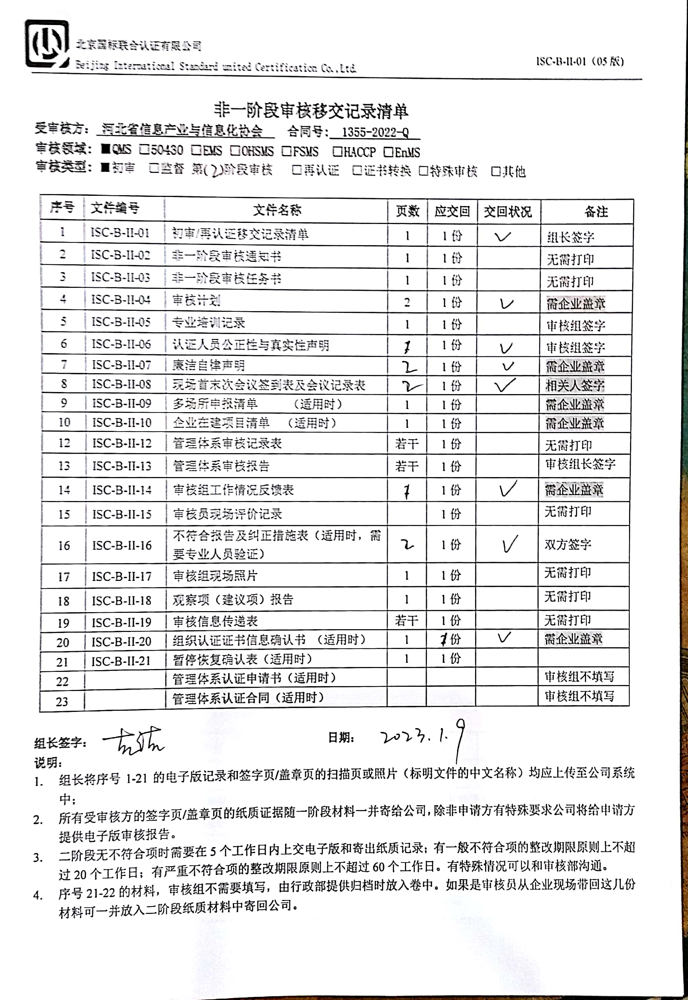 北京国标联合认证有限公司
Beijing International Standard united Certification Co.,Ltd.
ISC-B-II-01（05 版）
非一阶段审核移交记录清单
受审核方： 河北省信息产业与信息化协会 合同号： 1355-2022-Q
审核领域：■QMS □50430 □EMS □OHSMS □FSMS □HACCP □EnMS
审核类型：■初审 □监督 第(2)阶段审核 □再认证 □证书转换 □特殊审核 □其他
序号 文件编号 文件名称 页数 应交回 交回状况 备注
1 ISC-B-II-01 初审/再认证移交记录清单 1 1 份 ✓ 组长签字
2 ISC-B-II-02 非一阶段审核通知书 1 1 份 无需打印
3 ISC-B-II-03 非一阶段审核任务书 1 1 份 无需打印
4 ISC-B-II-04 审核计划 2 1 份 ✓ 需企业盖章
5 ISC-B-II-05 专业培训记录 1 1 份 审核组签字
6 ISC-B-II-06 认证人员公正性与真实性声明 1 1 份 ✓ 审核组签字
7 ISC-B-II-07 廉洁自律声明 2 1 份 ✓ 需企业盖章
8 ISC-B-II-08 现场首末次会议签到表及会议记录表 2 1 份 ✓ 相关人签字
9 ISC-B-II-09 多场所申报清单 （适用时） 1 1 份 需企业盖章
10 ISC-B-II-10 企业在建项目清单 （适用时） 1 1 份 需企业盖章
12 ISC-B-II-12 管理体系审核记录表 若干 1 份 无需打印
13 ISC-B-II-13 管理体系审核报告 若干 1 份 审核组长签字
14 ISC-B-II-14 审核组工作情况反馈表 1 1 份 ✓ 需企业盖章
15 ISC-B-II-15 审核员现场评价记录 1 份 无需打印
16 ISC-B-II-16 不符合报告及纠正措施表（适用时，需
要专业人员验证） 2 1 份 ✓ 双方签字
17 ISC-B-II-17 审核组现场照片 1 1 份 无需打印
18 ISC-B-II-18 观察项（建议项）报告 1 1 份 无需打印
19 ISC-B-II-19 审核信息传递表 若干 1 份 无需打印
20 ISC-B-II-20 组织认证证书信息确认书 （适用时） 1 1份 ✓ 需企业盖章
21 ISC-B-II-21 暂停恢复确认表（适用时） 1 1 份
22 管理体系认证申请书（适用时） 审核组不填写
23 管理体系认证合同（适用时） 审核组不填写
组长签字： 日期： 2023.1.9
说明：
1. 组长将序号 1-21 的电子版记录和签字页/盖章页的扫描页或照片（标明文件的中文名称）均应上传至公司系统
中；
2. 所有受审核方的签字页/盖章页的纸质证据随一阶段材料一并寄给公司，除非申请方有特殊要求公司将给申请方
提供电子版审核报告。
3. 二阶段无不符合项时需要在 5 个工作日内上交电子版和寄出纸质记录；有一般不符合项的整改期限原则上不超
过 20 个工作日；有严重不符合项的整改期限原则上不超过 60 个工作日。有特殊情况可以和审核部沟通。
4. 序号 21-22 的材料，审核组不需要填写，由行政部提供归档时放入卷中。如果是审核员从企业现场带回这几份
材料可一并放入二阶段纸质材料中寄回公司。